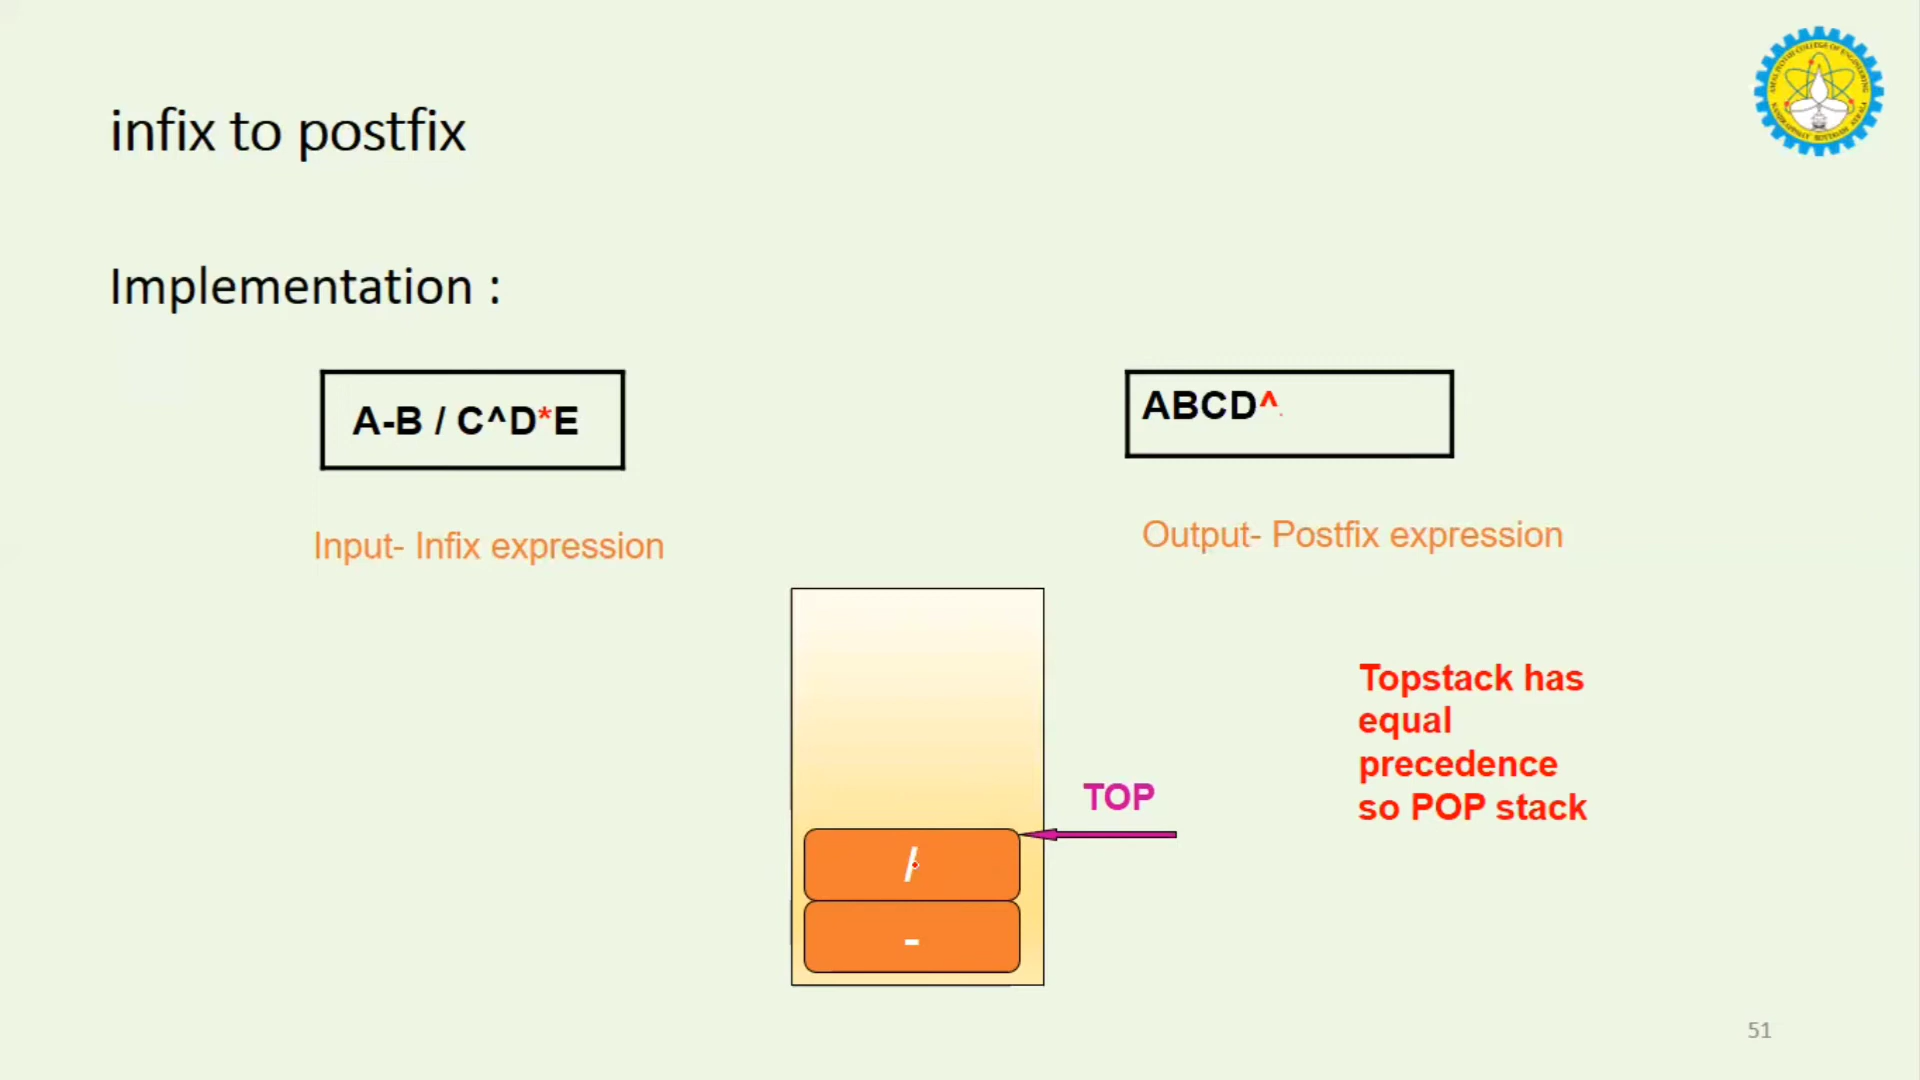 infix to postfix
Implementation :
A-B / C^D*E
ABCD^
Input- Infix expression
Output- Postfix expression
Topstack has
equal
precedence
so POP stack
TOP
/
-
51